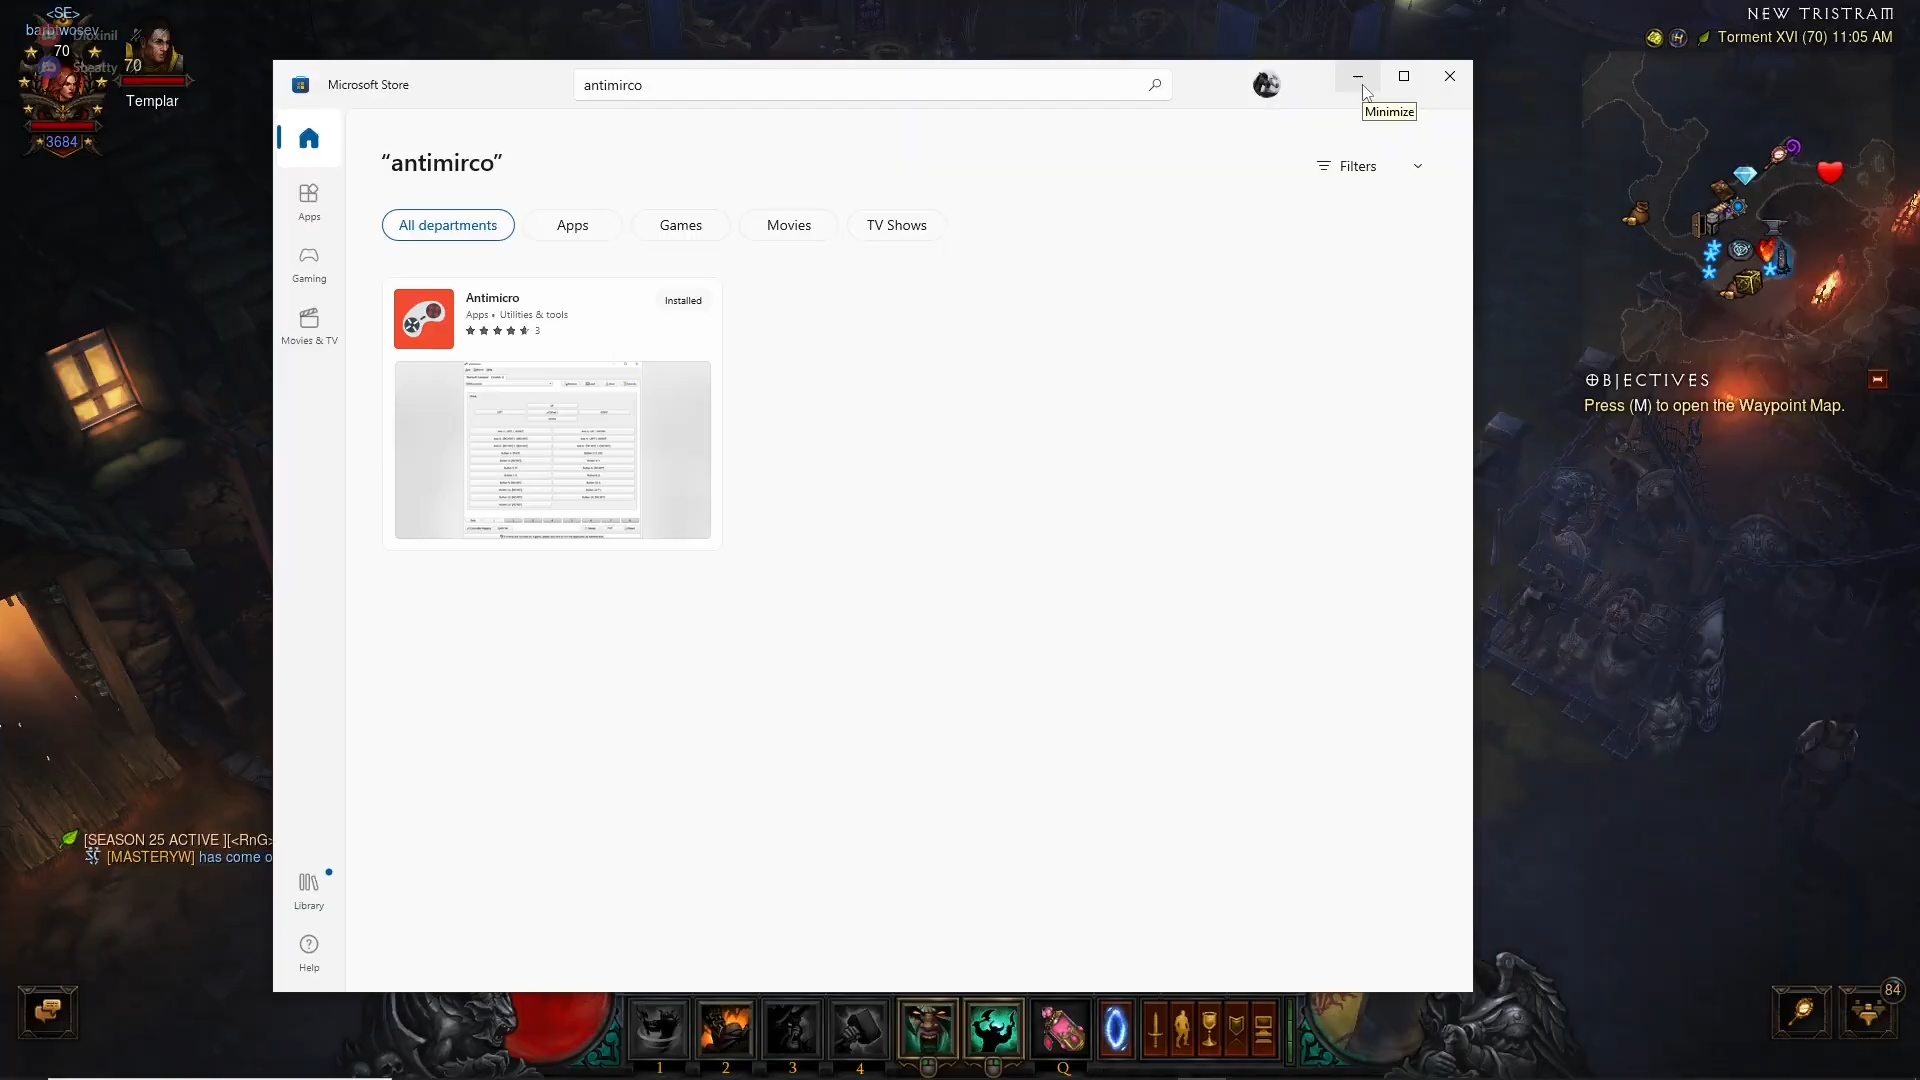 <SE>
barbtwosev
Dioxinil
70
Sheatty
70
Templar
3684
NEW TRISTRAM
Torment XVI (70) 11:05 AM
Microsoft Store
antimirco
Minimize
“antimirco”
Filters
All departments
Apps
Games
Movies
TV Shows
Apps
Gaming
Movies & TV
Antimicro
Installed
Apps • Utilities & tools
3
OBJECTIVES
Press (M) to open the Waypoint Map.
[SEASON 25 ACTIVE ][<RnG>
[MASTERYW] has come o
Library
Help
84
1
2
3
4
Q